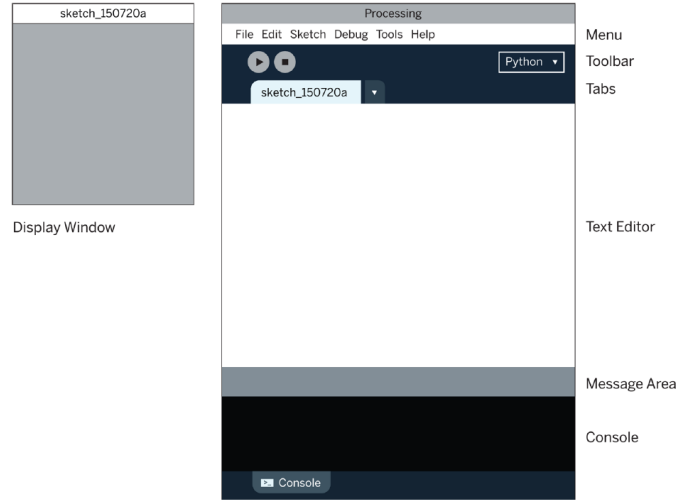 sketch_150720a
Display Window
Processing
File Edit Sketch Debug Tools Help
Menu
Python
Toolbar
sketch_150720a
Tabs
Text Editor
Message Area
Console
Console